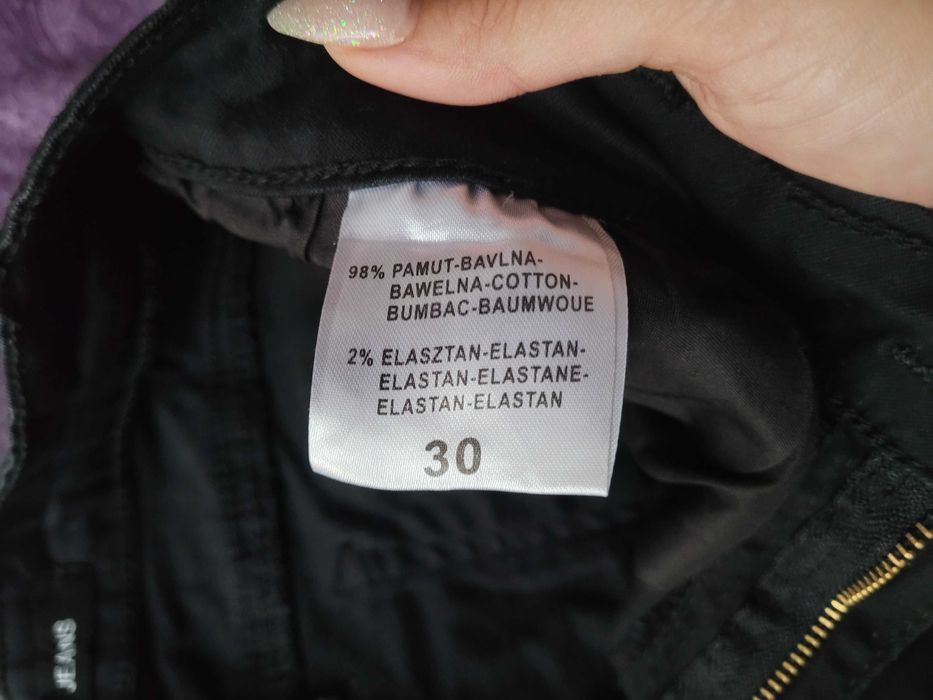 98% PAMUT-BAVLNA-
BAWELNA-COTTON-
BUMBAC-BAUMWOUE
2% ELASZTAN-ELASTAN-
ELASTAN-ELASTANE-
ELASTAN-ELASTAN
30
JEANS